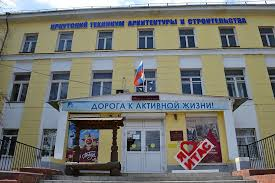 ИРКУТСКИЙ ТЕХНИКУМ АРХИТЕКТУРЫ И СТРОИТЕЛЬСТВА
ДОРОГА К АКТИВНОЙ ЖИЗНИ!
Я
ИТАС